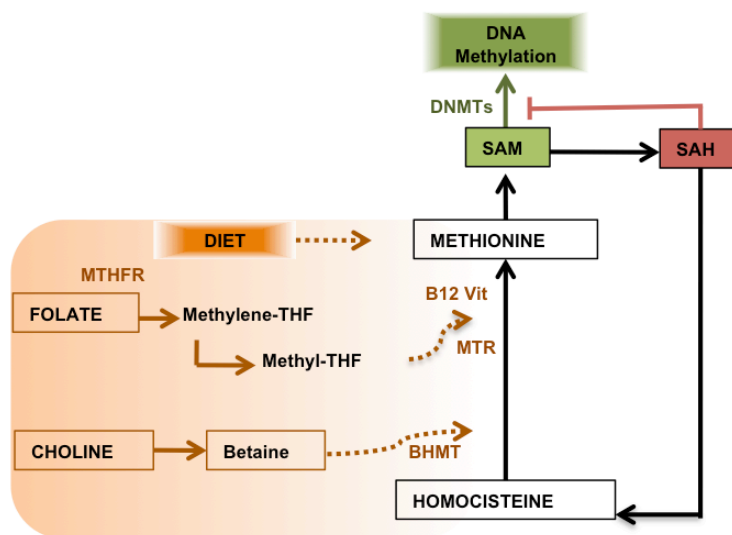 DNA
Methylation
DNMTs
SAM
SAH
DIET
METHIONINE
MTHFR
FOLATE
Methylene-THF
B12 Vit
Methyl-THF
MTR
CHOLINE
Betaine
BHMT
HOMOCISTEINE